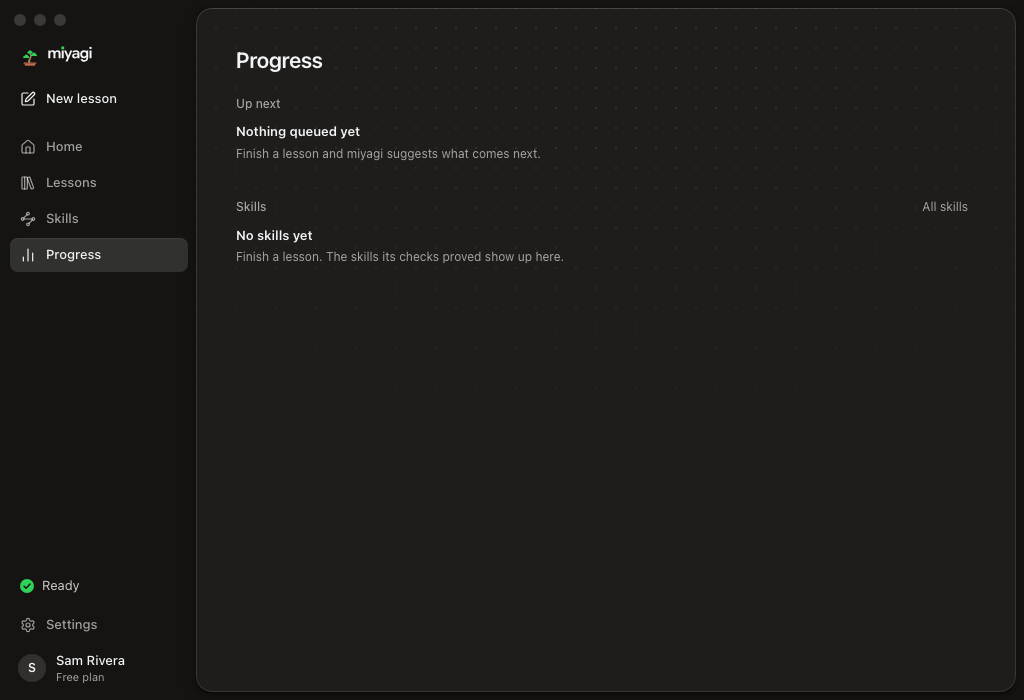 miyagi
New lesson
Home
Lessons
Skills
Progress
Ready
Settings
S
Sam Rivera
Free plan
Progress
Up next
Nothing queued yet
Finish a lesson and miyagi suggests what comes next.
Skills
All skills
No skills yet
Finish a lesson. The skills its checks proved show up here.